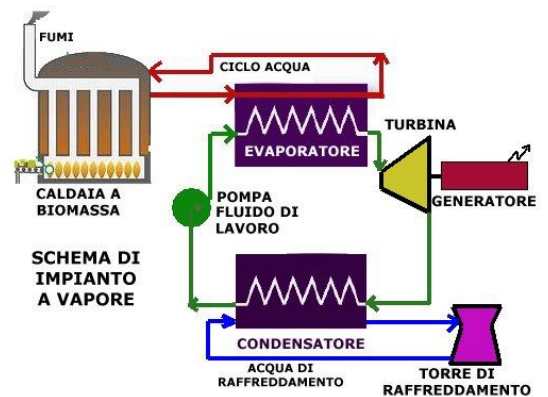 FUMI
CICLO ACQUA
TURBINA
EVAPORATORE
CALDAIA A
BIOMASSA
POMPA
FLUIDO DI
LAVORO
GENERATORE
SCHEMA DI
IMPIANTO
A VAPORE
CONDENSATORE
ACQUA DI
RAFFREDDAMENTO
TORRE DI
RAFFREDDAMENTO